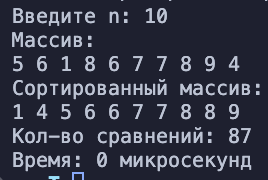 Введите n: 10
Массив:
5 6 1 8 6 7 7 8 9 4
Сортированный массив:
1 4 5 6 6 7 7 8 8 9
Кол-во сравнений: 87
Время: 0 микросекунд